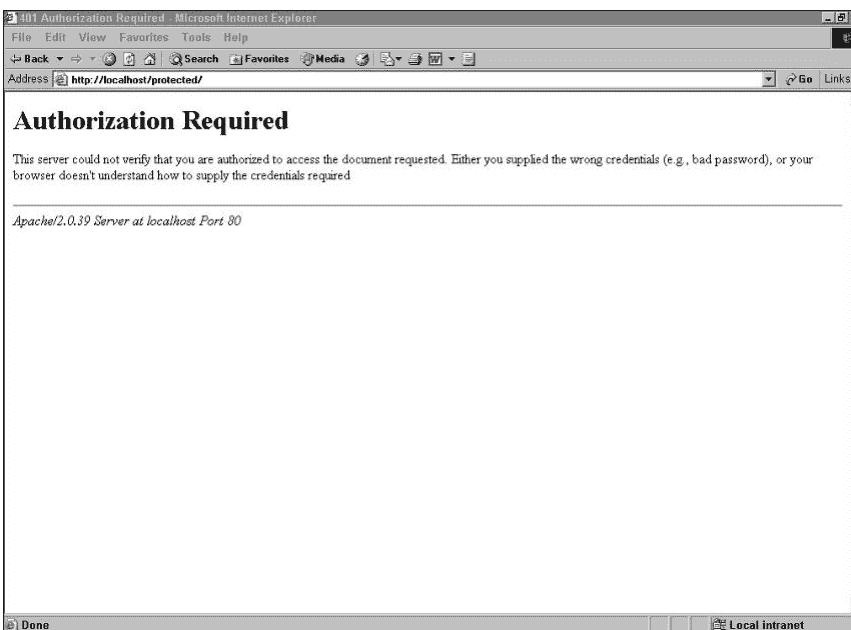 401 Authorization Required - Microsoft Internet Explorer
File Edit View Favorites Tools Help
Back Search Favorites Media
Address http://localhost/protected/ Go Links
Authorization Required
This server could not verify that you are authorized to access the document requested. Either you supplied the wrong credentials (e.g., bad password), or your
browser doesn't understand how to supply the credentials required
Apache/2.0.39 Server at localhost Port 80
Done Local intranet